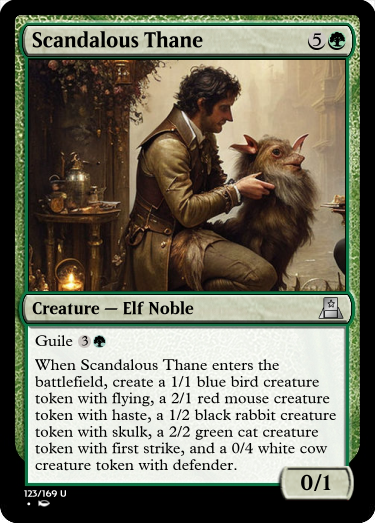 Scandalous Thane 5
Creature — Elf Noble
Guile 3
When Scandalous Thane enters the
battlefield, create a 1/1 blue bird creature
token with flying, a 2/1 red mouse creature
token with haste, a 1/2 black rabbit creature
token with skulk, a 2/2 green cat creature
token with first strike, and a 0/4 white cow
creature token with defender.
0/1
123/169 U